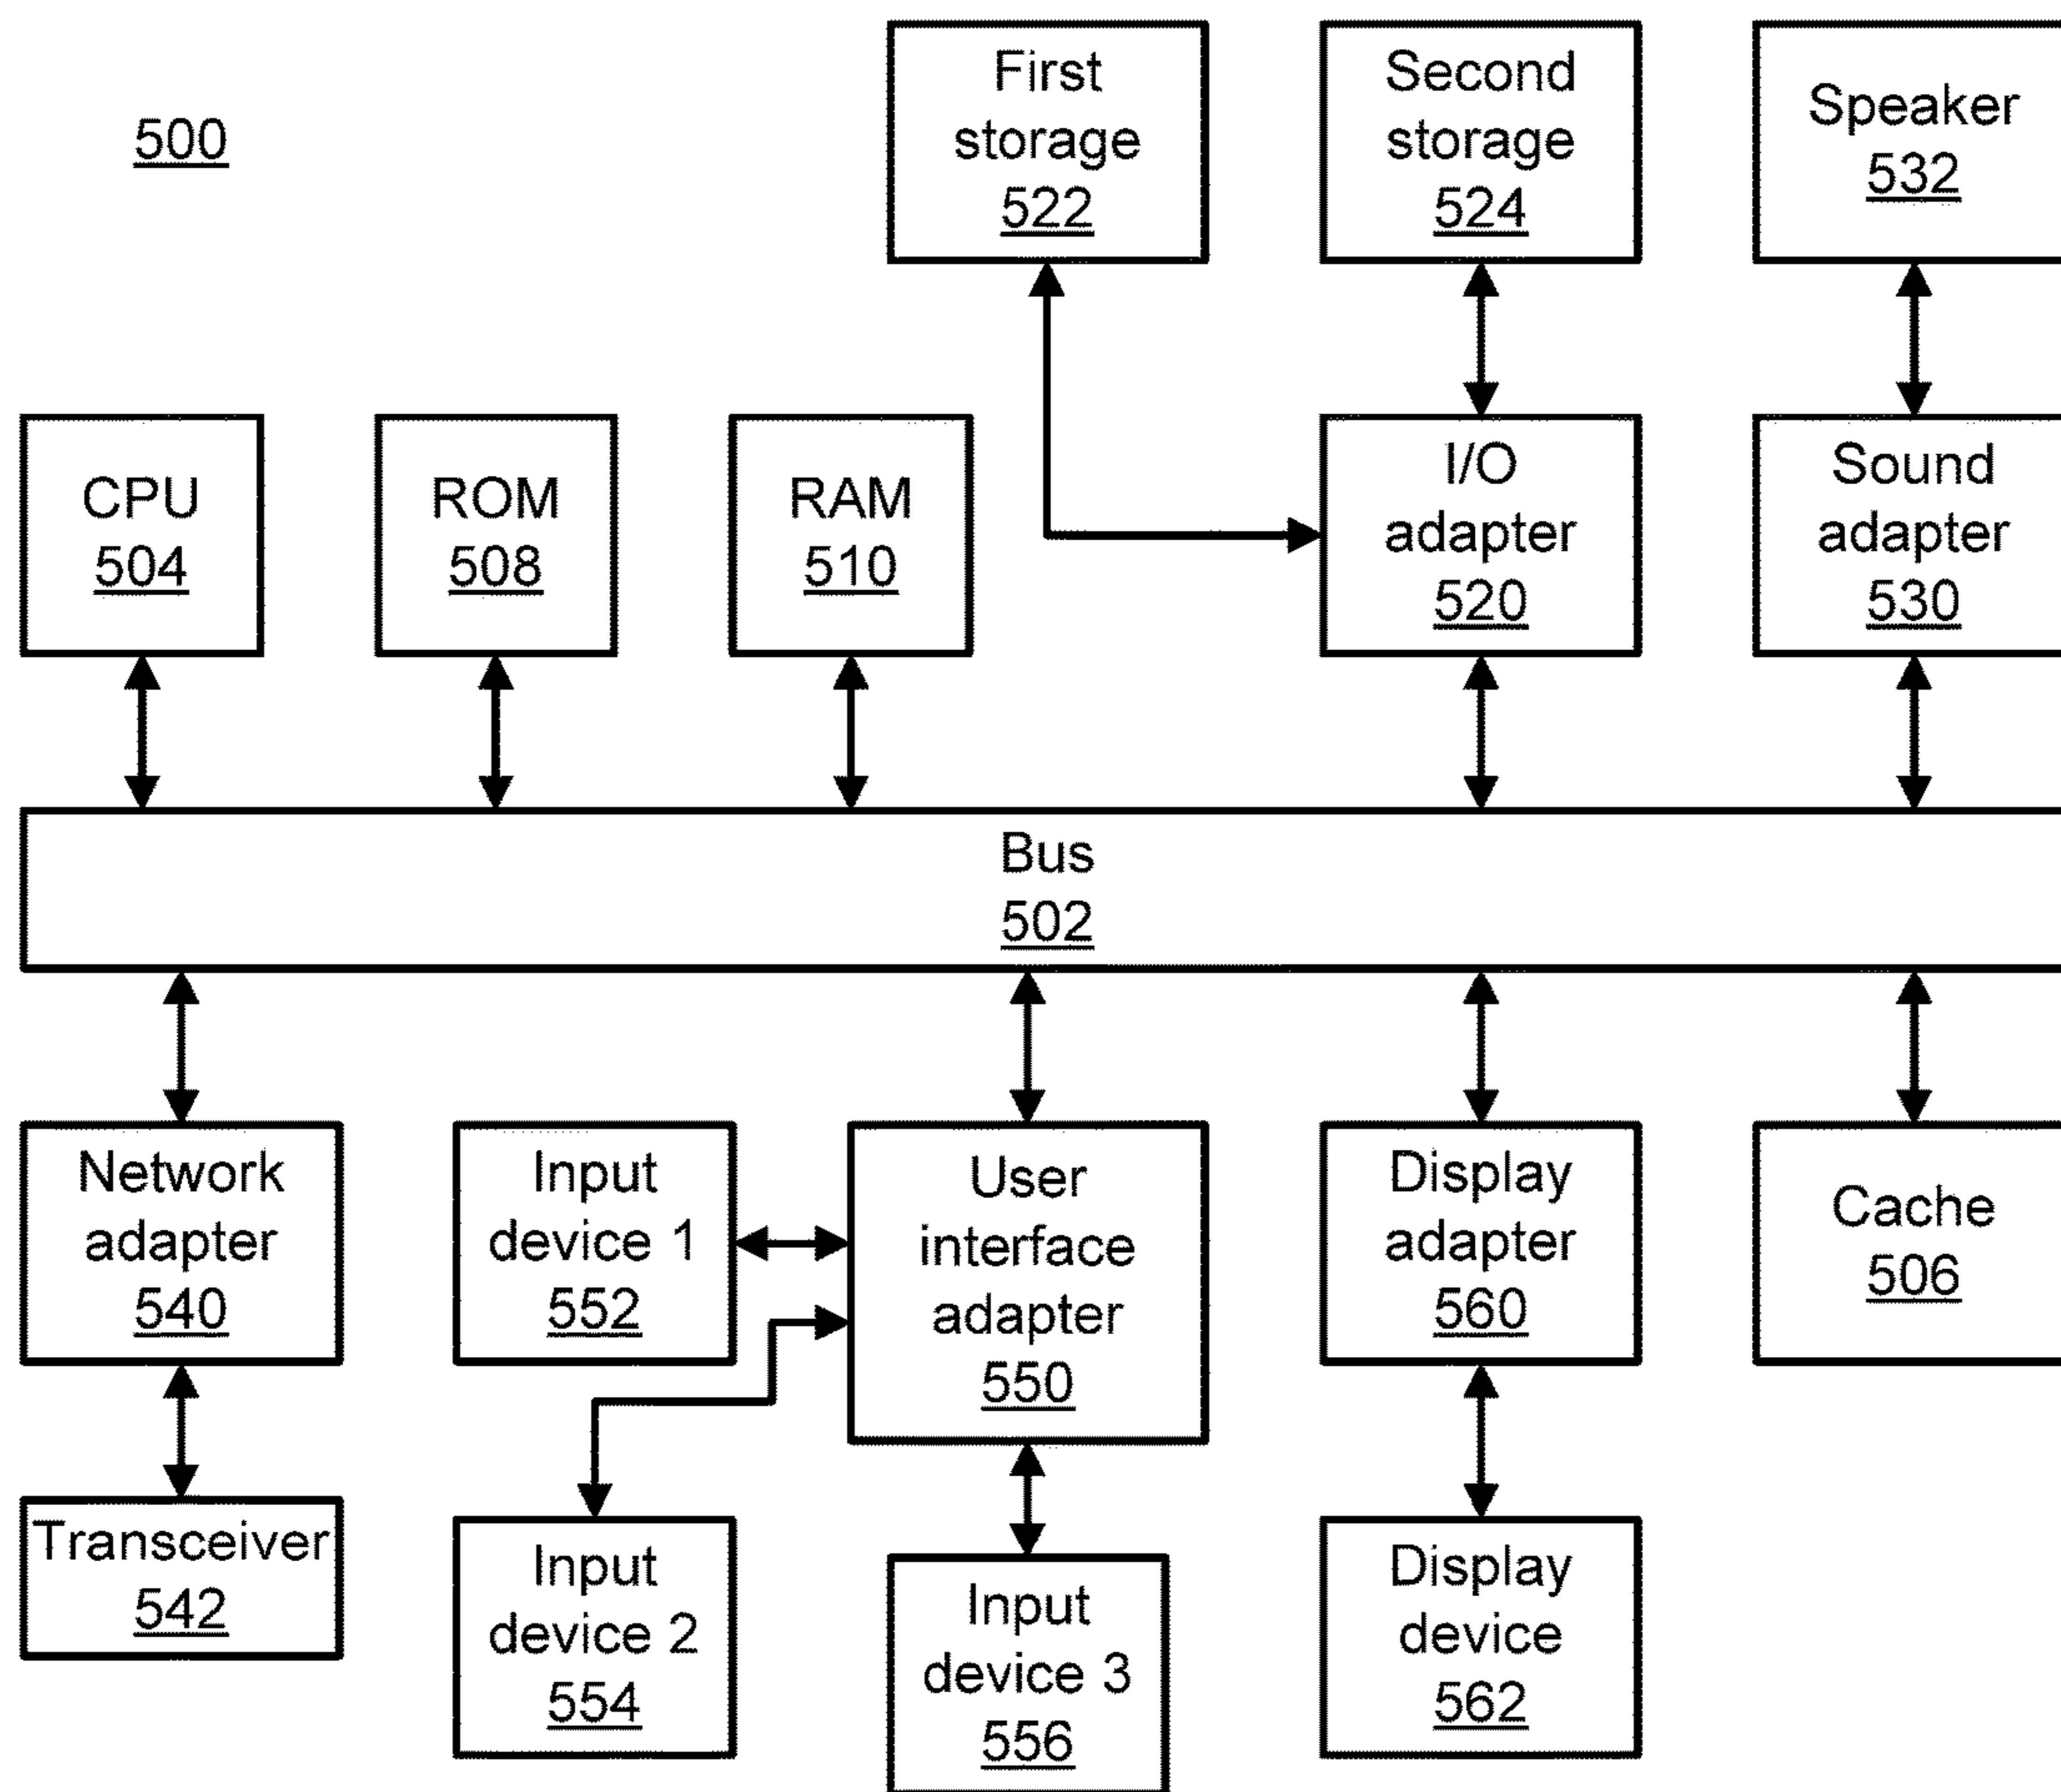 500
First
storage
522
Second
storage
524
Speaker
532
CPU
504
ROM
508
RAM
510
I/O
adapter
520
Sound
adapter
530
Bus
502
Network
adapter
540
Input
device 1
552
User
interface
adapter
550
Display
adapter
560
Cache
506
Transceiver
542
Input
device 2
554
Input
device 3
556
Display
device
562